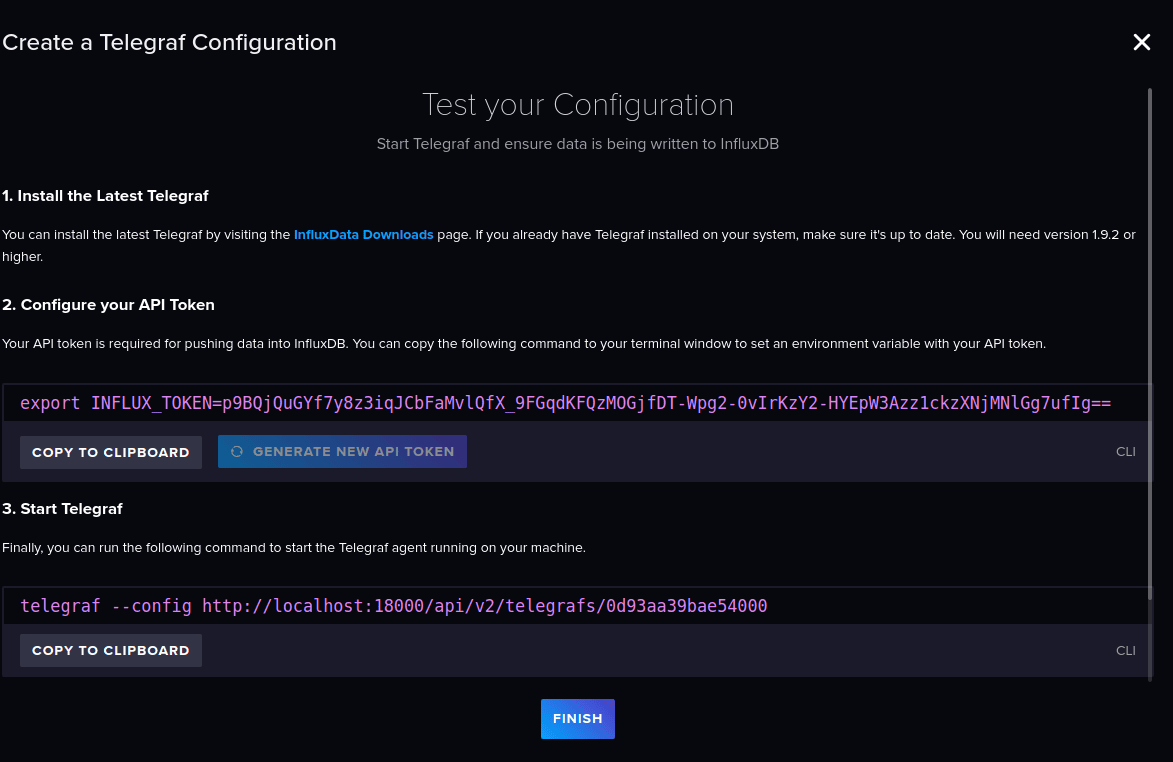 Create a Telegraf Configuration
Test your Configuration
Start Telegraf and ensure data is being written to InfluxDB
1. Install the Latest Telegraf
You can install the latest Telegraf by visiting the InfluxData Downloads page. If you already have Telegraf installed on your system, make sure it's up to date. You will need version 1.9.2 or
higher.
2. Configure your API Token
Your API token is required for pushing data into InfluxDB. You can copy the following command to your terminal window to set an environment variable with your API token.
export INFLUX_TOKEN=p9BQjQuGYf7y8z3iqJCbFaMvlQfX_9FGqdKFQzMOGjfDT-Wpg2-0vIrKzY2-HYEpW3Azz1ckzXNjMNlGg7ufIg==
COPY TO CLIPBOARD
GENERATE NEW API TOKEN
CLI
3. Start Telegraf
Finally, you can run the following command to start the Telegraf agent running on your machine.
telegraf --config http://localhost:18000/api/v2/telegrafs/0d93aa39bae54000
COPY TO CLIPBOARD
CLI
FINISH